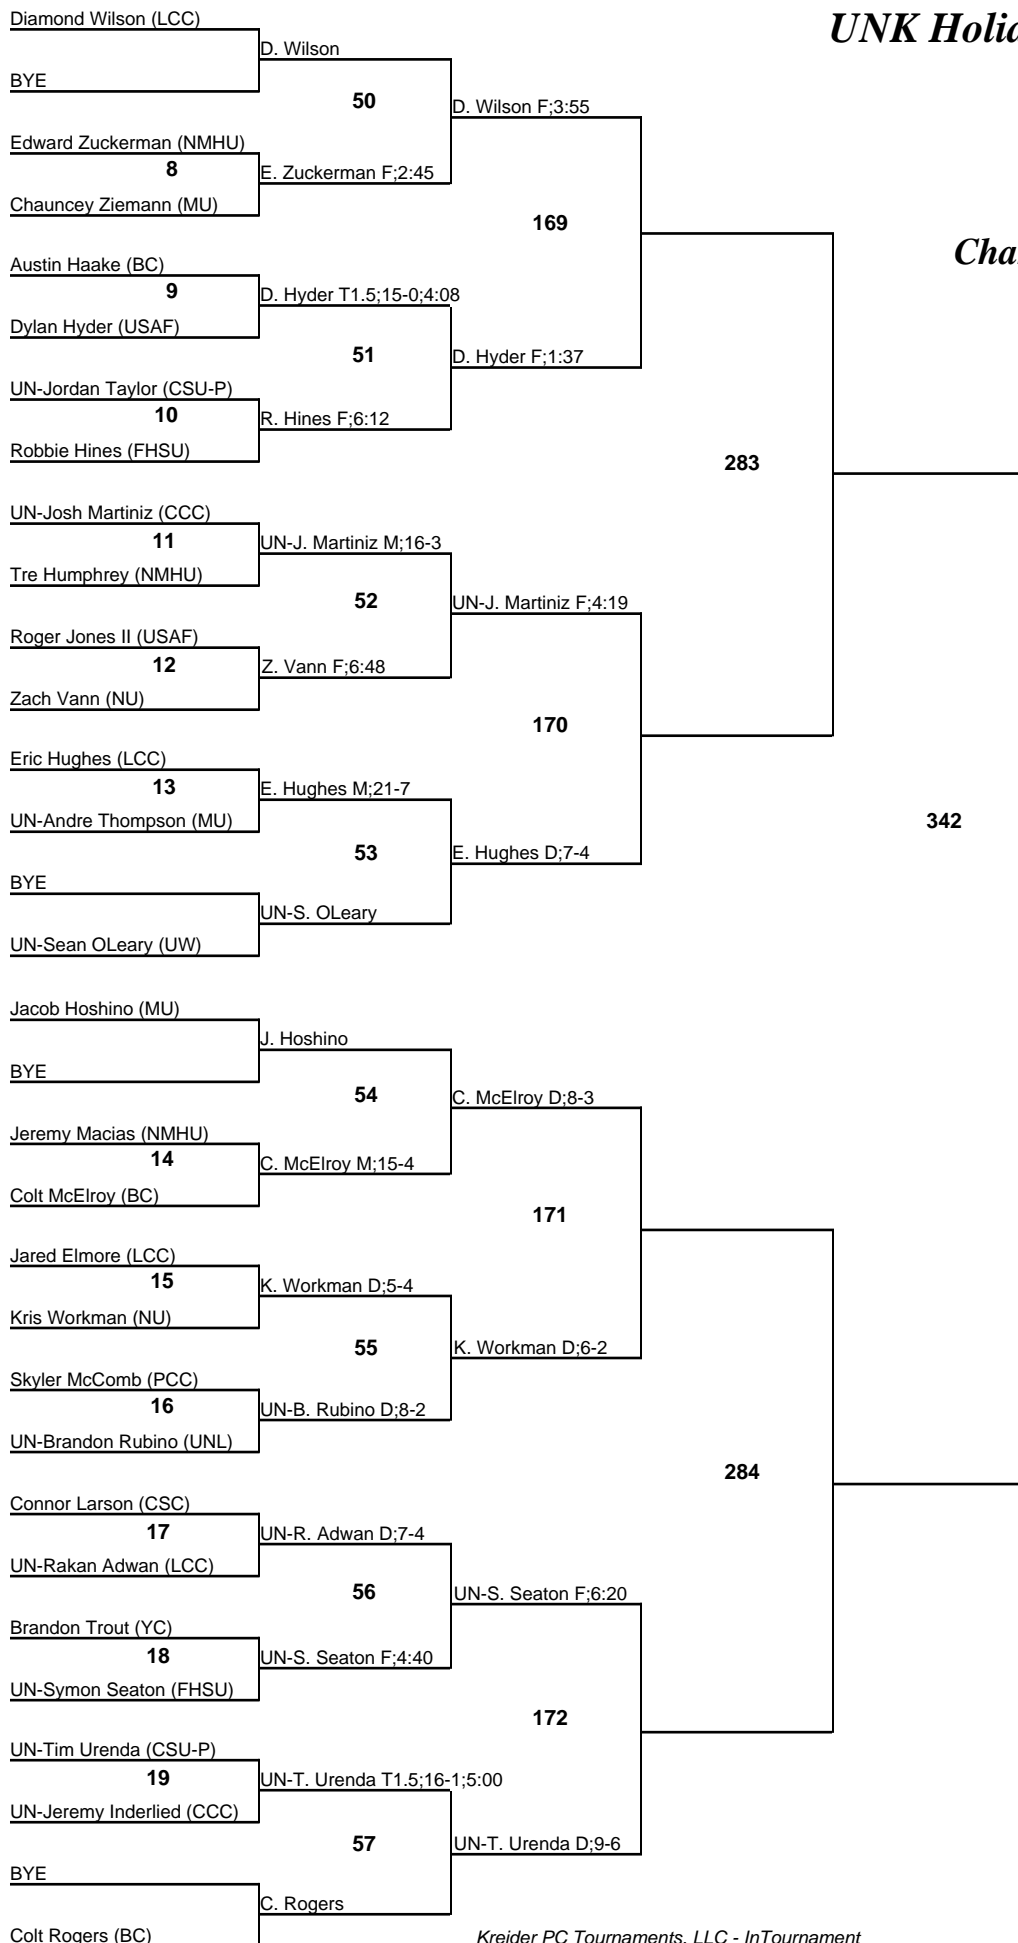 Diamond Wilson (LCC)
UNK Holid
D. Wilson
BYE
50
D. Wilson F;3:55
Edward Zuckerman (NMHU)
8
E. Zuckerman F;2:45
Chauncey Ziemann (MU)
169
Cha
Austin Haake (BC)
9
D. Hyder T1.5;15-0;4:08
Dylan Hyder (USAF)
51
D. Hyder F;1:37
UN-Jordan Taylor (CSU-P)
10
R. Hines F;6:12
Robbie Hines (FHSU)
283
UN-Josh Martiniz (CCC)
11
UN-J. Martiniz M;16-3
Tre Humphrey (NMHU)
52
UN-J. Martiniz F;4:19
Roger Jones II (USAF)
12
Z. Vann F;6:48
Zach Vann (NU)
170
Eric Hughes (LCC)
13
E. Hughes M;21-7
UN-Andre Thompson (MU)
342
53
E. Hughes D;7-4
BYE
UN-S. OLeary
UN-Sean OLeary (UW)
Jacob Hoshino (MU)
J. Hoshino
BYE
54
C. McElroy D;8-3
Jeremy Macias (NMHU)
14
C. McElroy M;15-4
Colt McElroy (BC)
171
Jared Elmore (LCC)
15
K. Workman D;5-4
Kris Workman (NU)
55
K. Workman D;6-2
Skyler McComb (PCC)
16
UN-B. Rubino D;8-2
UN-Brandon Rubino (UNL)
284
Connor Larson (CSC)
17
UN-R. Adwan D;7-4
UN-Rakan Adwan (LCC)
56
UN-S. Seaton F;6:20
Brandon Trout (YC)
18
UN-S. Seaton F;4:40
UN-Symon Seaton (FHSU)
172
UN-Tim Urenda (CSU-P)
19
UN-T. Urenda T1.5;16-1;5:00
UN-Jeremy Inderlied (CCC)
57
UN-T. Urenda D;9-6
BYE
C. Rogers
Colt Rogers (BC)
Kreider PC Tournaments, LLC - InTournament